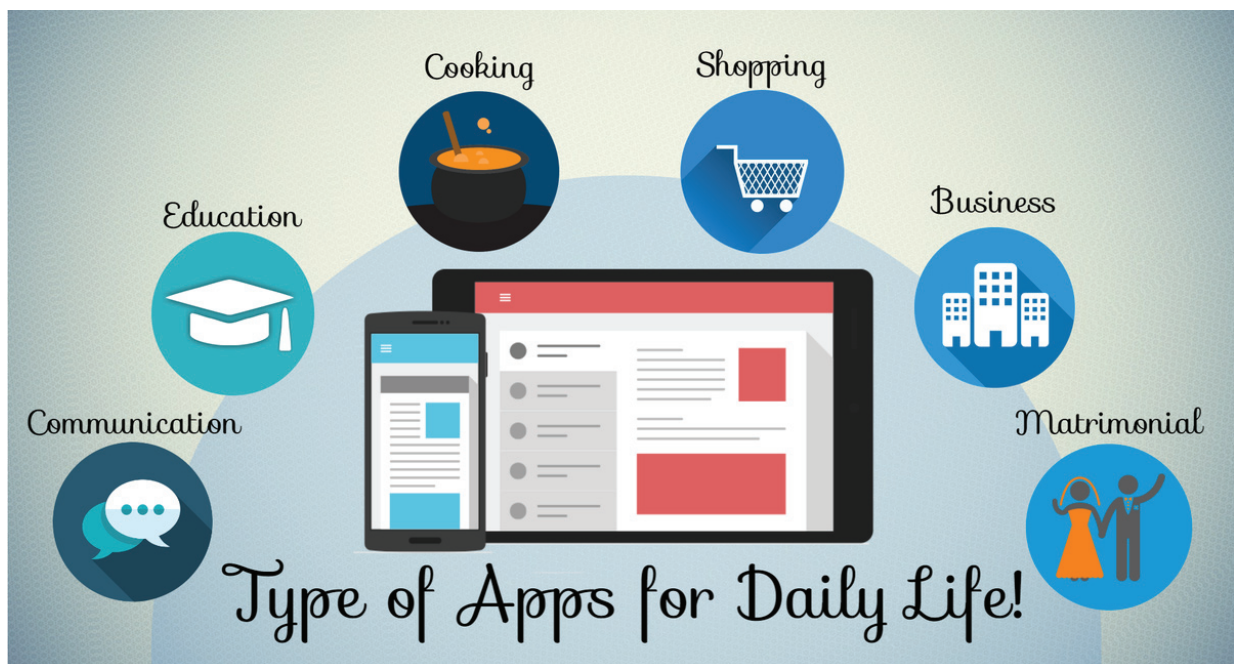 Cooking
Shopping
Education
Business
Communication
Matrimonial
Type of Apps for Daily Life!